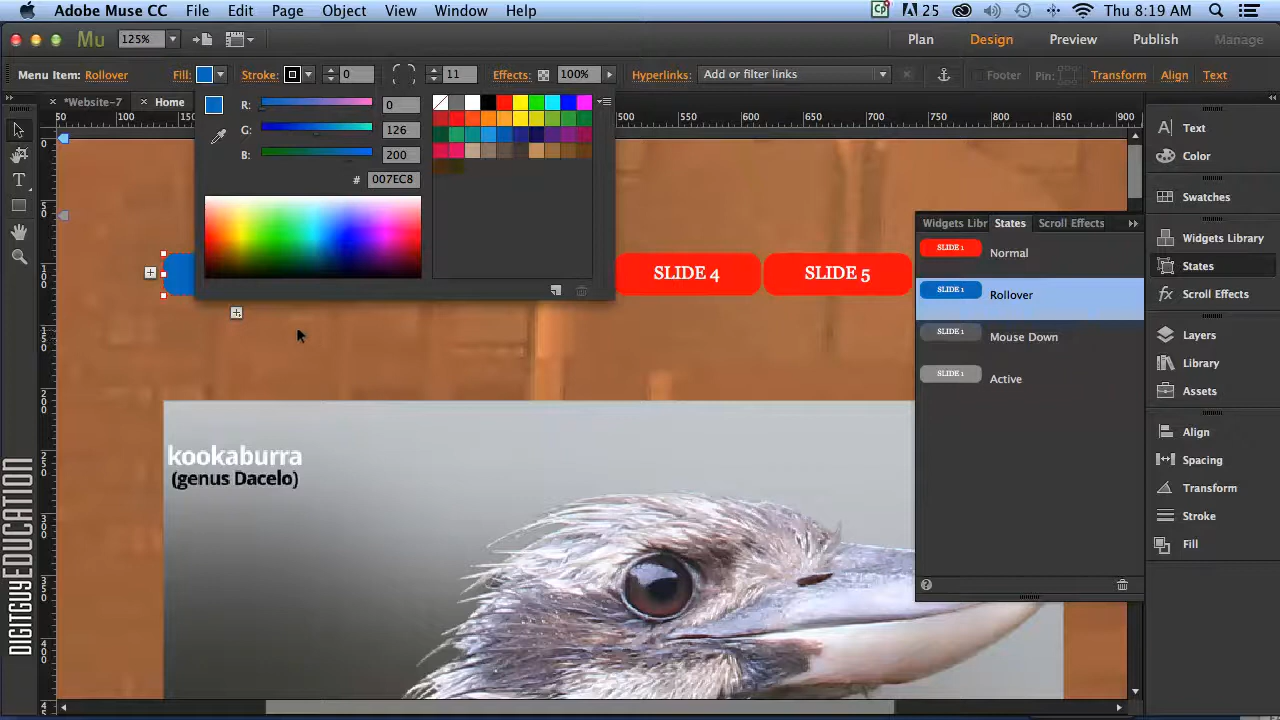 Adobe Muse CC File Edit Page Object View Window Help 25 Thu 8:19 AM
Mu 125% Plan Design Preview Publish Manage
Menu Item: Rollover Fill: Stroke: 0 11 Effects: 100% Hyperlinks: Add or filter links Footer Pin: Transform Align Text
*Website-7 Home
R: 0
G: 126
B: 200
# 007EC8
50 100 150 500 550 600 650 700 750 800 850 900
SLIDE 4 SLIDE 5
kookaburra
(genus Dacelo)
Widgets Libr States Scroll Effects
SLIDE 1 Normal
SLIDE 1 Rollover
SLIDE 1 Mouse Down
SLIDE 1 Active
Text
Color
Swatches
Widgets Library
States
Scroll Effects
Layers
Library
Assets
Align
Spacing
Transform
Stroke
Fill
DIGITGUYEDUCATION